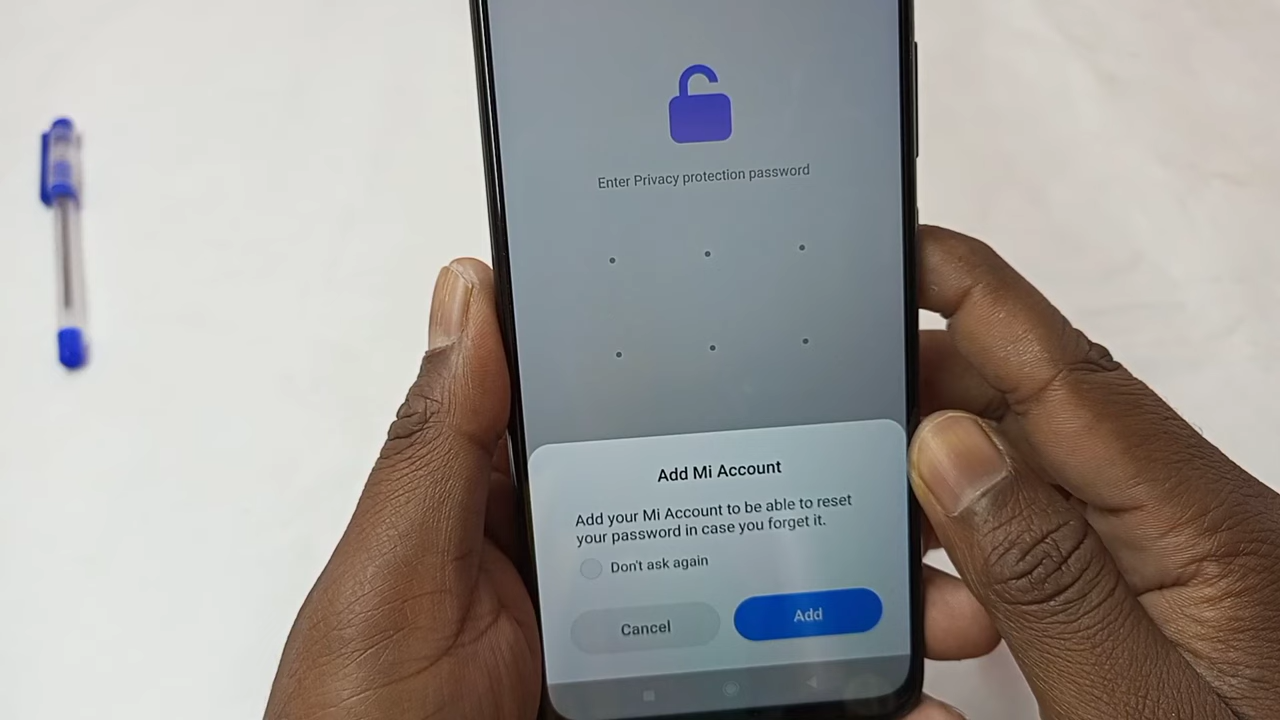 Enter Privacy protection password
Add Mi Account
Add your Mi Account to be able to reset
your password in case you forget it.
Don't ask again
Cancel
Add